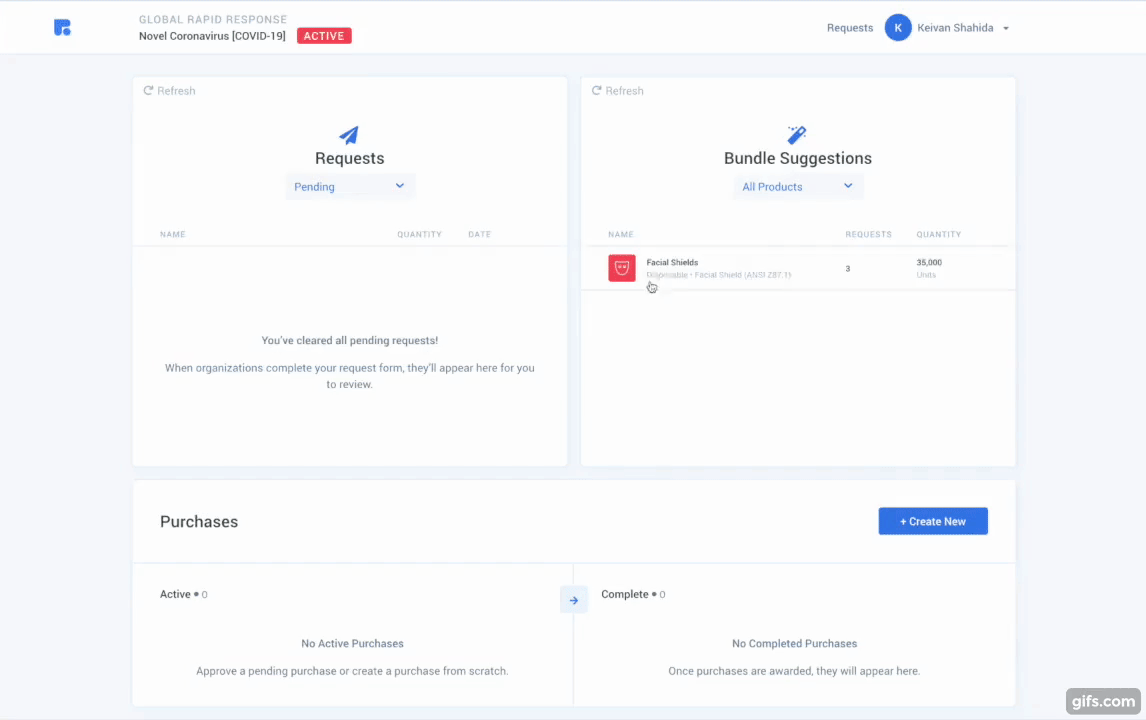 GLOBAL RAPID RESPONSE
Novel Coronavirus [COVID-19] ACTIVE
Requests K Keivan Shahida
Refresh
Requests
Pending
NAME QUANTITY DATE
You've cleared all pending requests!
When organizations complete your request form, they'll appear here for you
to review.
Refresh
Bundle Suggestions
All Products
NAME REQUESTS QUANTITY
Facial Shields 3 35,000
Disposable • Facial Shield (ANSI Z87.1) Units
Purchases
+ Create New
Active • 0
No Active Purchases
Approve a pending purchase or create a purchase from scratch.
Complete • 0
No Completed Purchases
Once purchases are awarded, they will appear here.
gifs.com